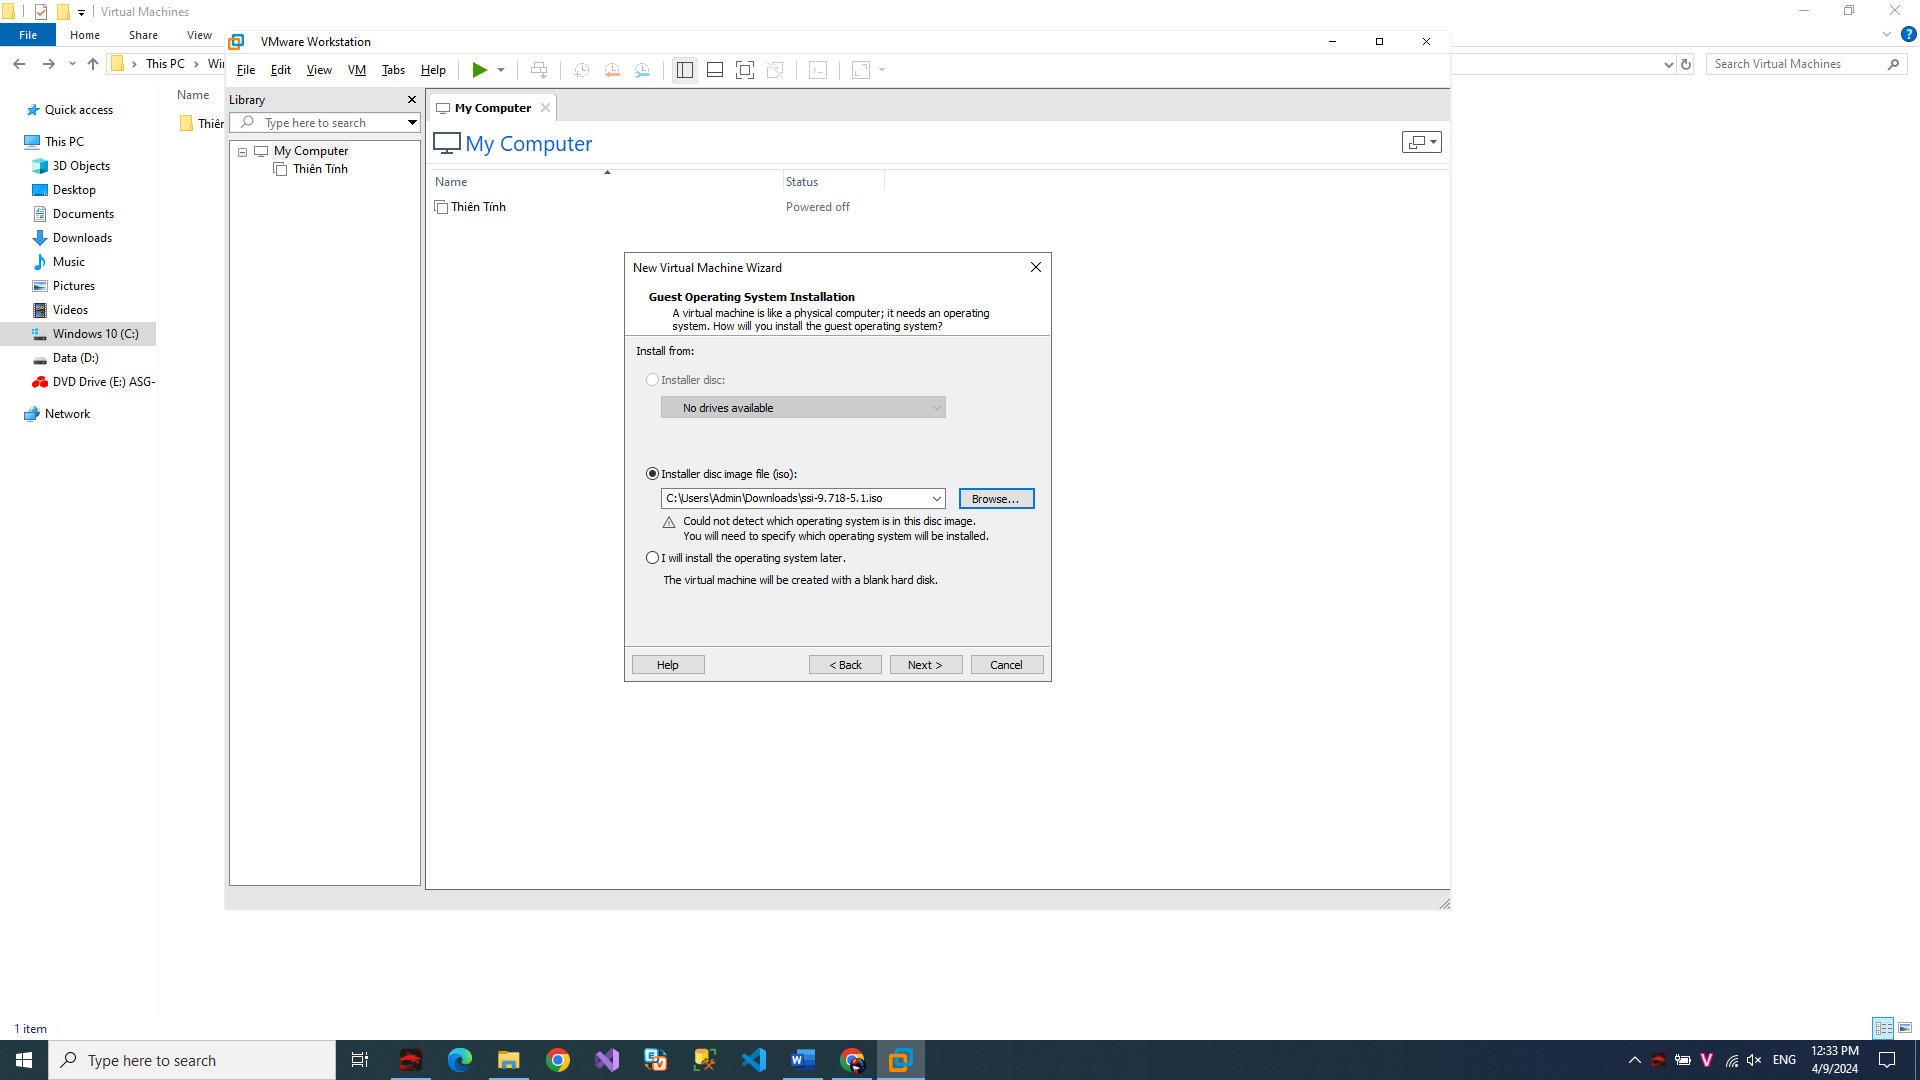 Virtual Machines
File Home Share View
VMware Workstation
This PC Wi
Search Virtual Machines
File Edit View VM Tabs Help
Name
Thiên
Quick access
This PC
3D Objects
Desktop
Documents
Downloads
Music
Pictures
Videos
Windows 10 (C:)
Data (D:)
DVD Drive (E:) ASG-
Network
Library
Type here to search
My Computer
Thiên Tính
My Computer
My Computer
Name Status
Thiên Tính Powered off
New Virtual Machine Wizard
Guest Operating System Installation
A virtual machine is like a physical computer; it needs an operating
system. How will you install the guest operating system?
Install from:
Installer disc:
No drives available
Installer disc image file (iso):
C:\Users\Admin\Downloads\ssi-9.718-5.1.iso
Browse...
Could not detect which operating system is in this disc image.
You will need to specify which operating system will be installed.
I will install the operating system later.
The virtual machine will be created with a blank hard disk.
Help < Back Next > Cancel
1 item
Type here to search
ENG
12:33 PM
4/9/2024